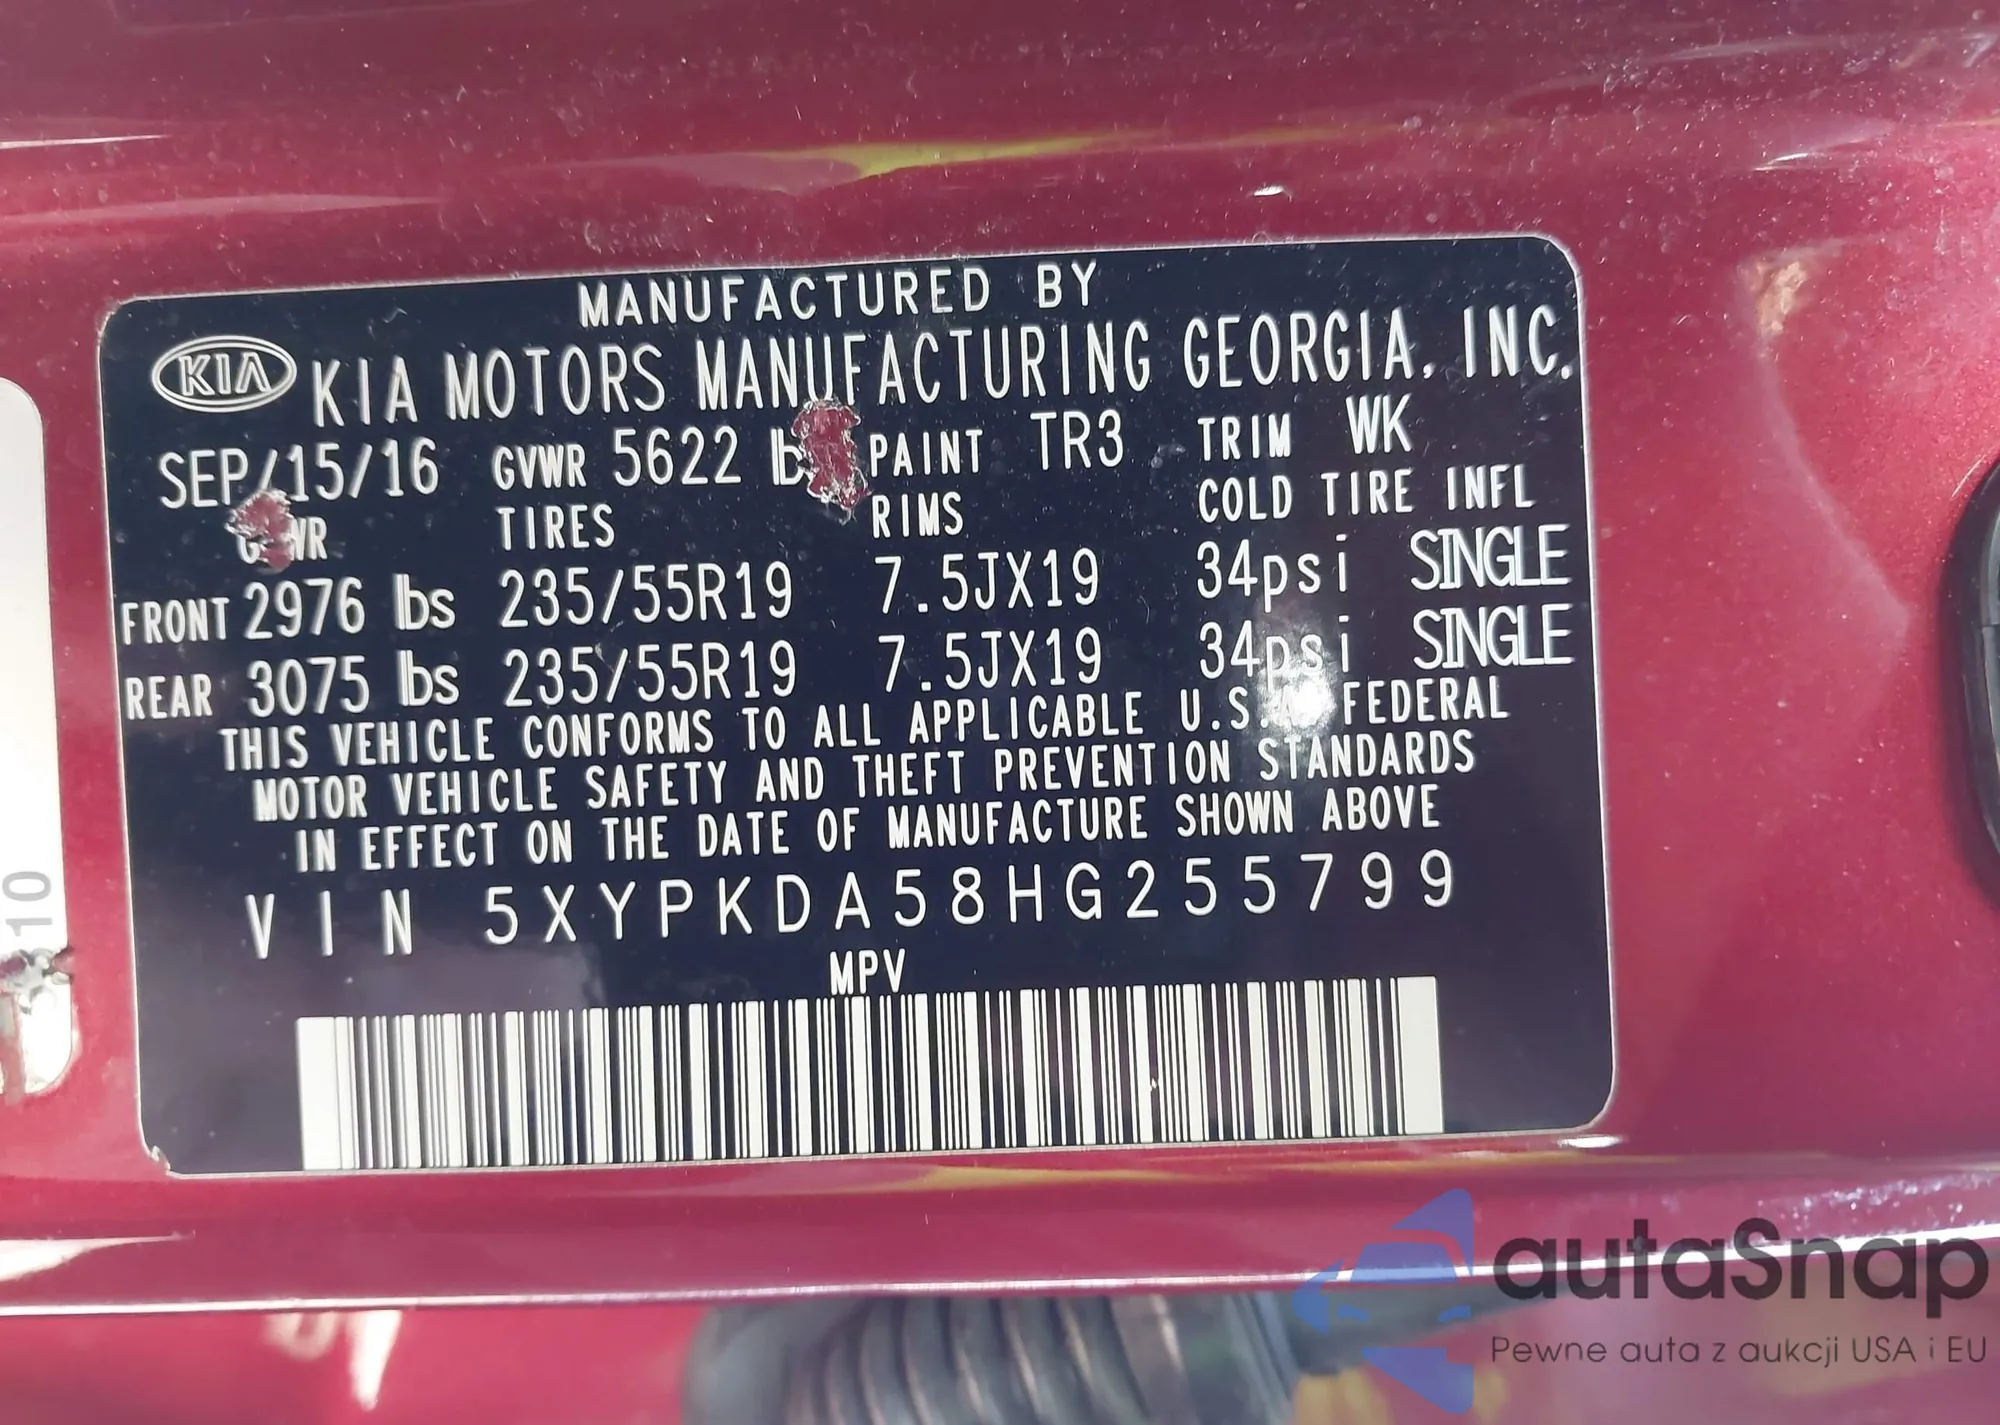 MANUFACTURED BY
KIA KIA MOTORS MANUFACTURING GEORGIA, INC.
SEP/15/16 GVWR 5622 lb PAINT TR3 TRIM WK
TIRES RIMS COLD TIRE INFL
FRONT 2976 lbs 235/55R19 7.5JX19 34psi SINGLE
REAR 3075 lbs 235/55R19 7.5JX19 34psi SINGLE
THIS VEHICLE CONFORMS TO ALL APPLICABLE U.S.A. FEDERAL
MOTOR VEHICLE SAFETY AND THEFT PREVENTION STANDARDS
IN EFFECT ON THE DATE OF MANUFACTURE SHOWN ABOVE
VIN 5XYPKDA58HG255799
MPV
110
autaSnap
Pewne auta z aukcji USA i EU